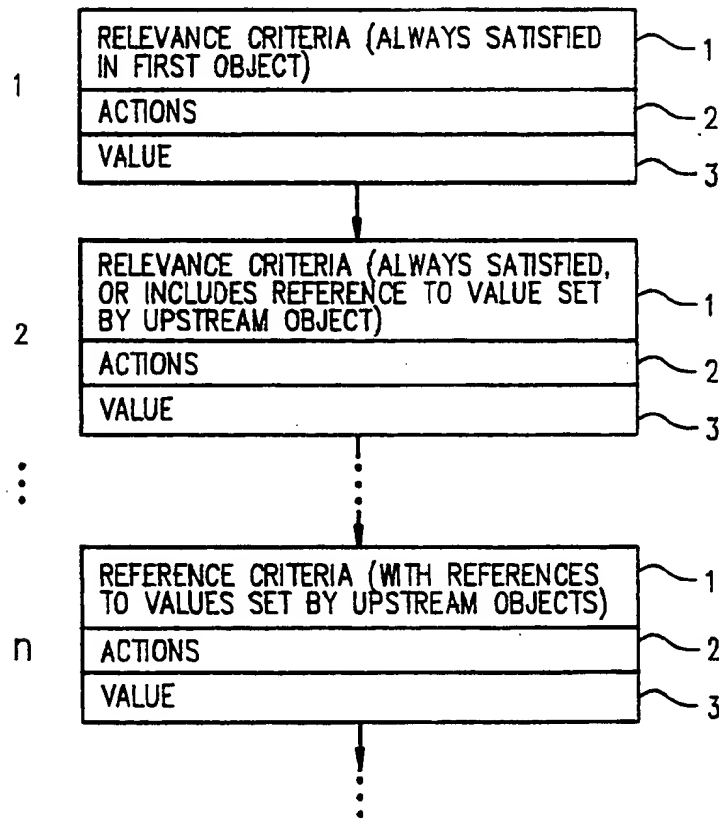 RELEVANCE CRITERIA (ALWAYS SATISFIED
IN FIRST OBJECT)
1
1
ACTIONS
2
VALUE
3
RELEVANCE CRITERIA (ALWAYS SATISFIED,
OR INCLUDES REFERENCE TO VALUE SET
BY UPSTREAM OBJECT)
1
2
ACTIONS
2
VALUE
3
REFERENCE CRITERIA (WITH REFERENCES
TO VALUES SET BY UPSTREAM OBJECTS)
1
n
ACTIONS
2
VALUE
3